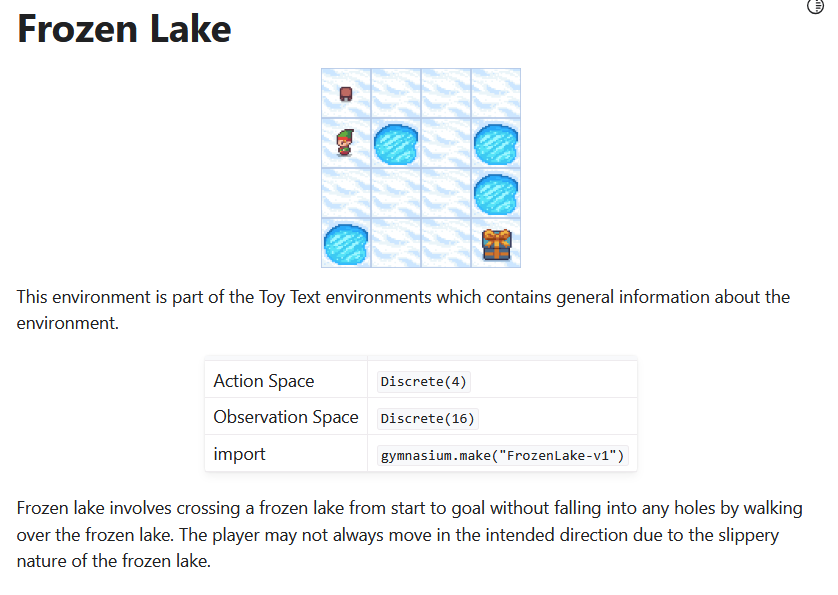 Frozen Lake
This environment is part of the Toy Text environments which contains general information about the
environment.
Action Space Discrete(4)
Observation Space Discrete(16)
import gymnasium.make("FrozenLake-v1")
Frozen lake involves crossing a frozen lake from start to goal without falling into any holes by walking
over the frozen lake. The player may not always move in the intended direction due to the slippery
nature of the frozen lake.